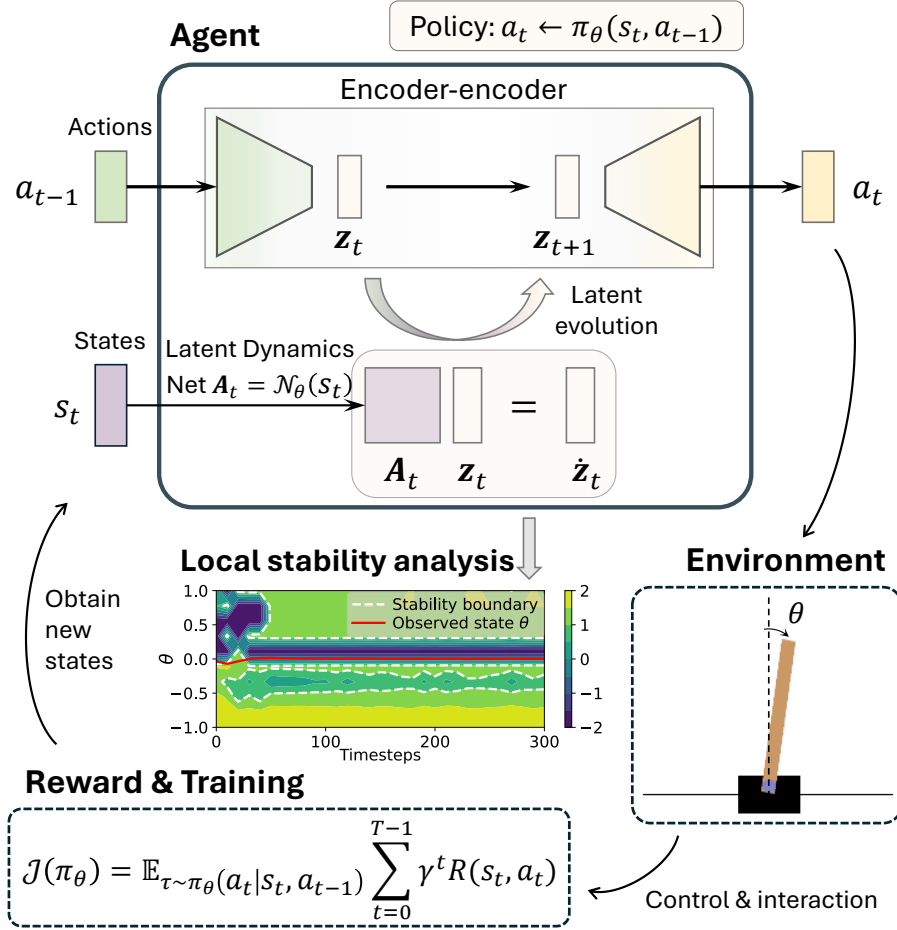 Policy: a_t ← π_θ(s_t, a_{t−1})
Agent
Encoder-encoder
Actions
a_{t−1}
z_t
z_{t+1}
a_t
Latent
evolution
States
s_t
Latent Dynamics
Net A_t = 𝒩_θ(s_t)
=
A_t
z_t
ż_t
Local stability analysis
Environment
Obtain
new
states
1.0
0.5
0.0
−0.5
−1.0
θ
Stability boundary
Observed state θ
0
100
200
300
Timesteps
2
1
0
−1
−2
θ
Reward & Training
𝒥(π_θ) = 𝔼_{τ~π_θ(a_t|s_t, a_{t−1})} ∑_{t=0}^{T−1} γ^t R(s_t, a_t)
Control & interaction